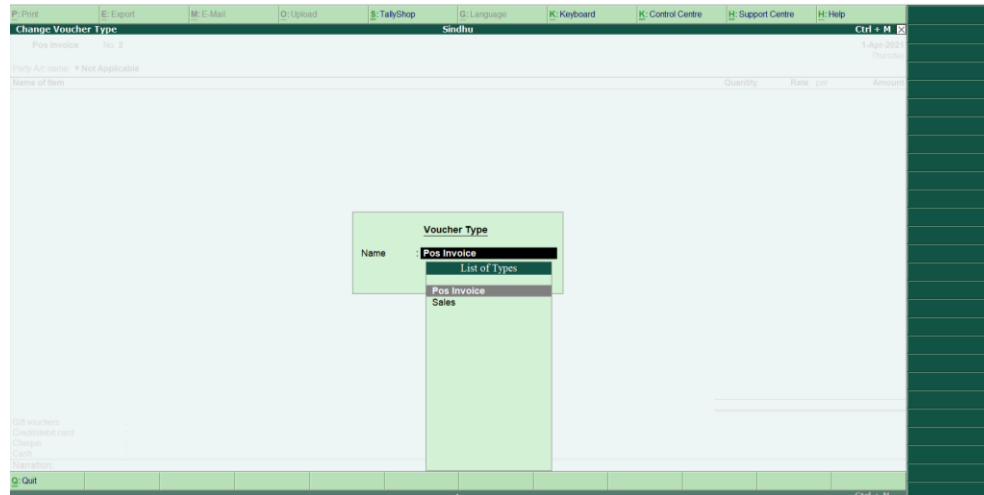 P: Print E: Export M: E-Mail O: Upload S: TallyShop G: Language K: Keyboard K: Control Centre H: Support Centre H: Help
Change Voucher Type Sindhu Ctrl + M
Pos Invoice No. 2 1-Apr-2021
Thursday
Party A/c name: Not Applicable
Name of Item Quantity Rate per Amount
Voucher Type
Name : Pos Invoice
List of Types
Pos Invoice
Sales
Gift vouchers
Credit/debit card
Cheque
Cash
Narration:
Q: Quit
Ctrl + M